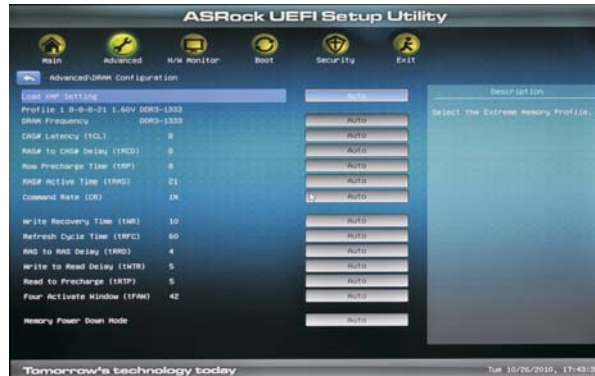 ASRock UEFI Setup Utility
Main Advanced H/W Monitor Boot Security Exit
Advanced\DRAM Configuration
Load XMP Setting Auto
Profile 1 8-8-8-21 1.60V DDR3-1333
DRAM Frequency DDR3-1333 Auto
CAS# Latency (tCL) 8 Auto
RAS# to CAS# Delay (tRCD) 8 Auto
Row Precharge Time (tRP) 8 Auto
RAS# Active Time (tRAS) 21 Auto
Command Rate (CR) 1N Auto
Write Recovery Time (tWR) 10 Auto
Refresh Cycle Time (tRFC) 60 Auto
RAS to RAS Delay (tRRD) 4 Auto
Write to Read Delay (tWTR) 5 Auto
Read to Precharge (tRTP) 5 Auto
Four Activate Window (tFAW) 42 Auto
Memory Power Down Mode Auto
Description
Select the Extreme Memory Profile.
Tomorrow's technology today
Tue 10/26/2010, 17:43: